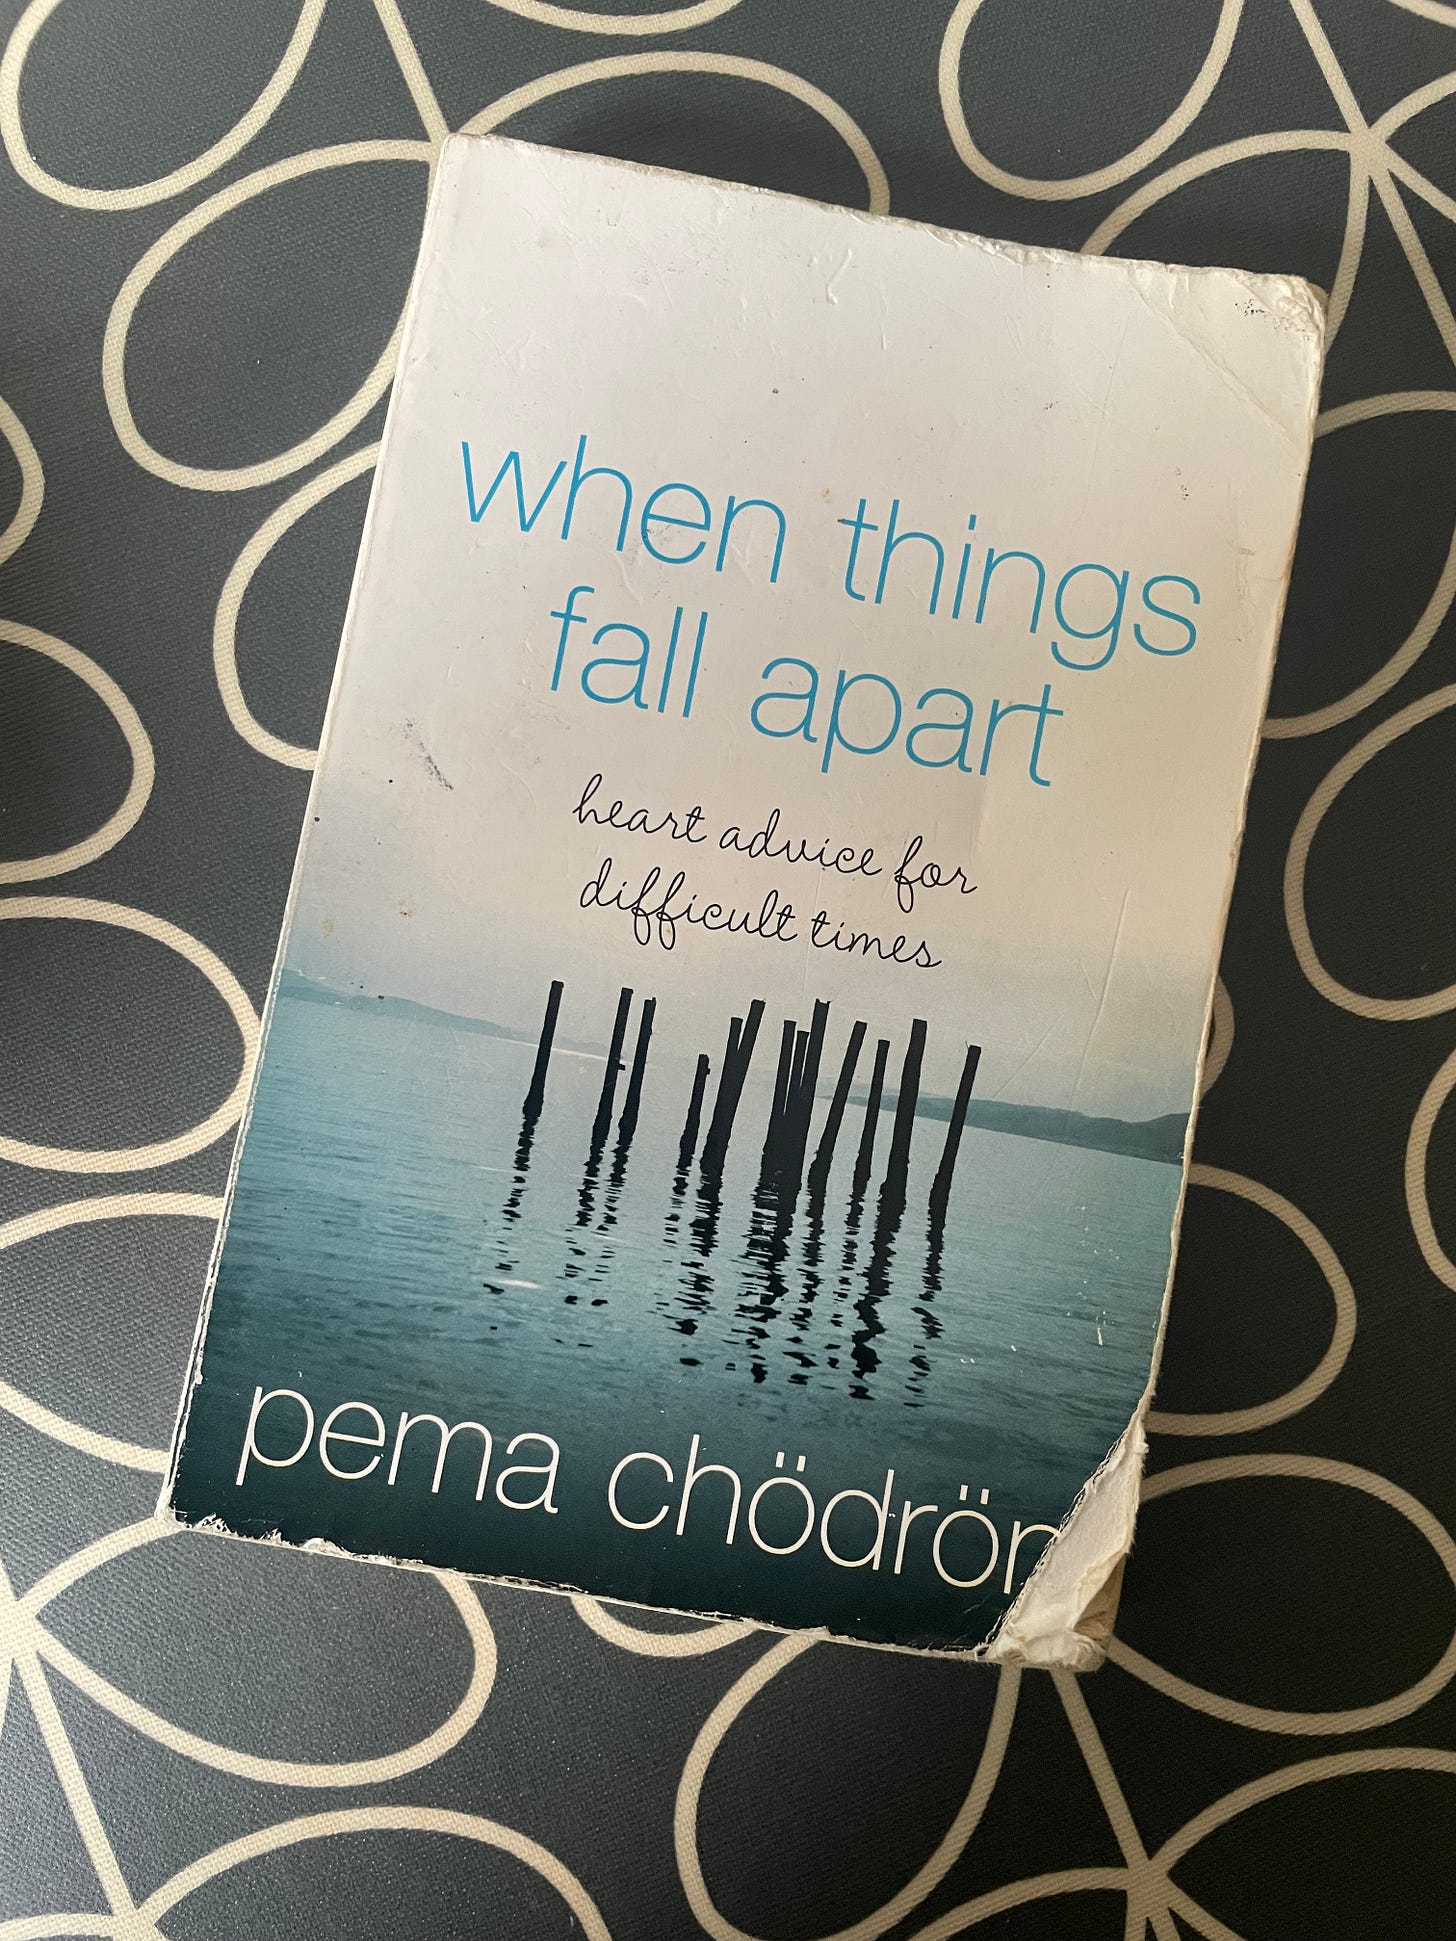 when things
fall apart
heart advice for
difficult times
pema chödrön